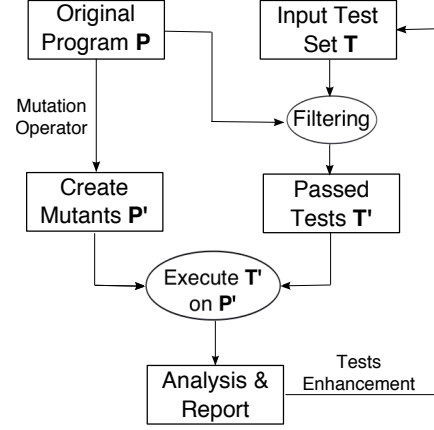 Original
Program P
Input Test
Set T
Mutation
Operator
Filtering
Create
Mutants P'
Passed
Tests T'
Execute T'
on P'
Analysis &
Report
Tests
Enhancement